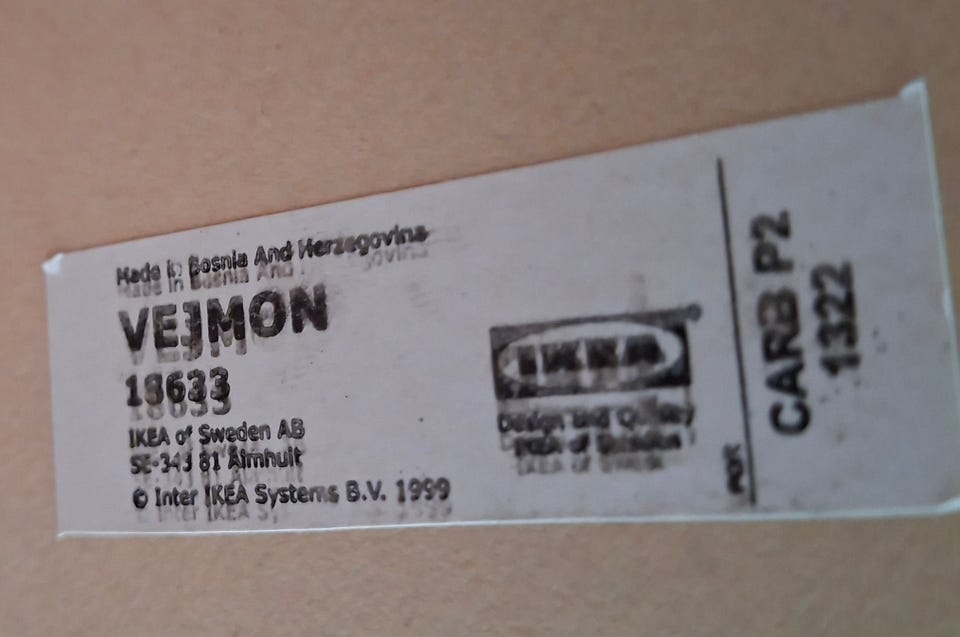 Made in Bosnia And Herzegovina
VEJMON
18633
IKEA of Sweden AB
SE-343 81 Älmhult
© Inter IKEA Systems B.V. 1999
IKEA®
Design and Quality
IKEA of Sweden
CARB P2
1322